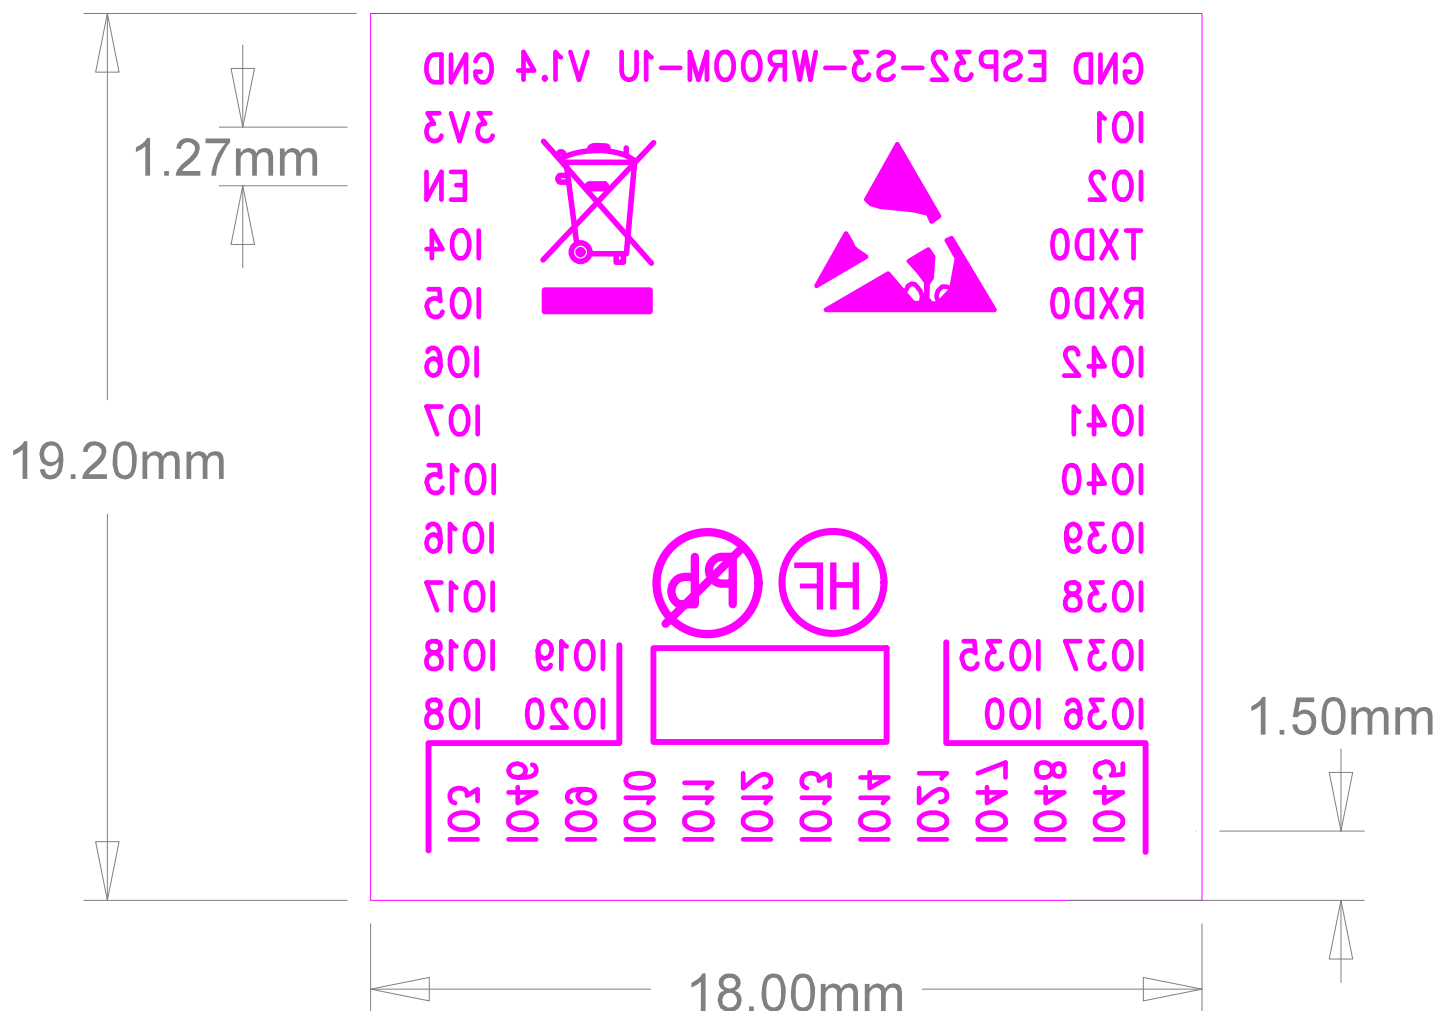 GND ESP32-S3-WROOM-1U V1.4 GND
3V3 IO1
1.27mm
EN IO2
IO4 TXD0
IO5 RXD0
IO6 IO42
IO7 IO41
19.20mm
IO15 IO40
IO16 IO39
Pb HF
IO17 IO38
IO18 IO19 IO35 IO37
IO8 IO20 IO0 IO36
1.50mm
IO3
IO46
IO9
IO10
IO11
IO12
IO13
IO14
IO21
IO47
IO48
IO45
18.00mm